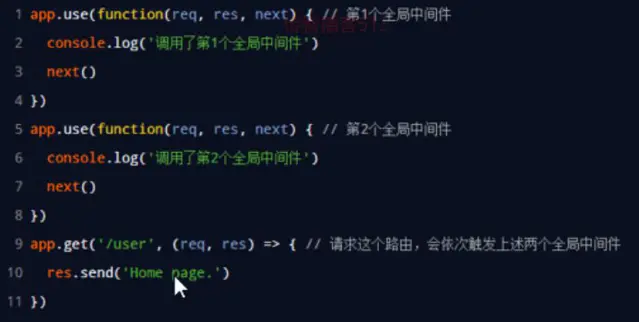 1 app.use(function(req, res, next) { // 第1个全局中间件
2   console.log('调用了第1个全局中间件')
3   next()
4 })
5 app.use(function(req, res, next) { // 第2个全局中间件
6   console.log('调用了第2个全局中间件')
7   next()
8 })
9 app.get('/user', (req, res) => { // 请求这个路由，会依次触发上述两个全局中间件
10   res.send('Home page.')
11 })